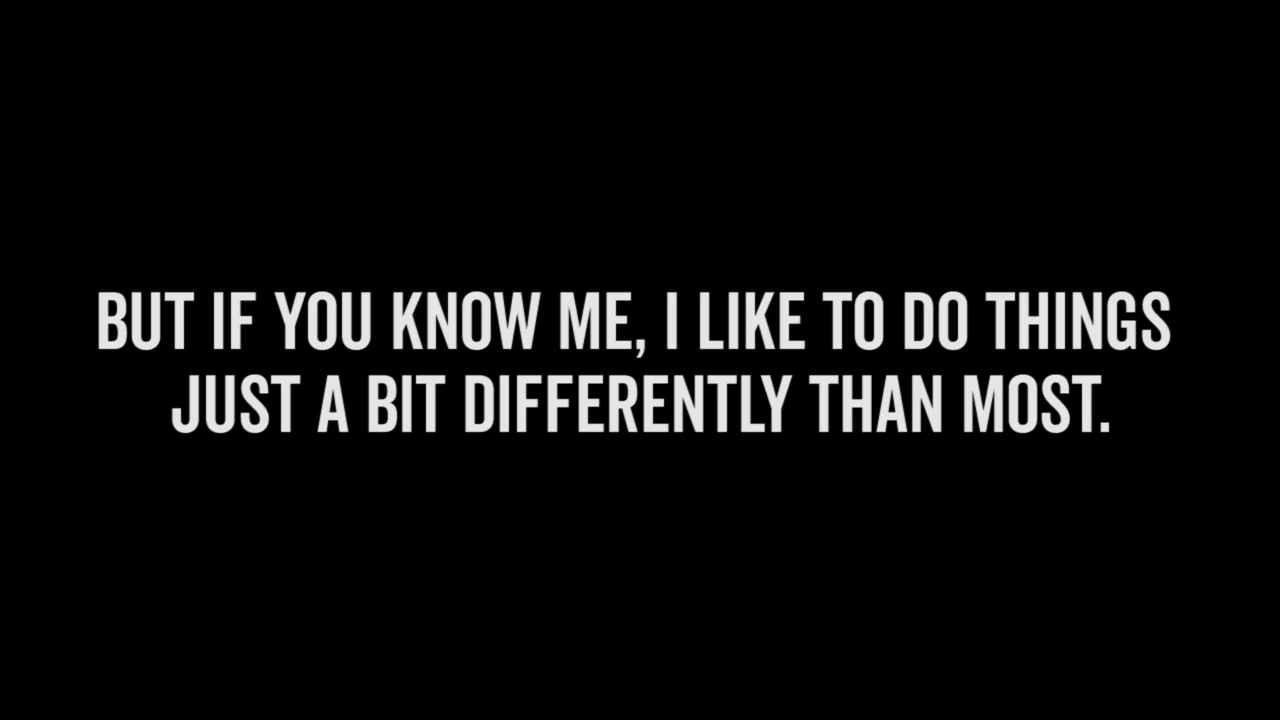 BUT IF YOU KNOW ME, I LIKE TO DO THINGS
JUST A BIT DIFFERENTLY THAN MOST.